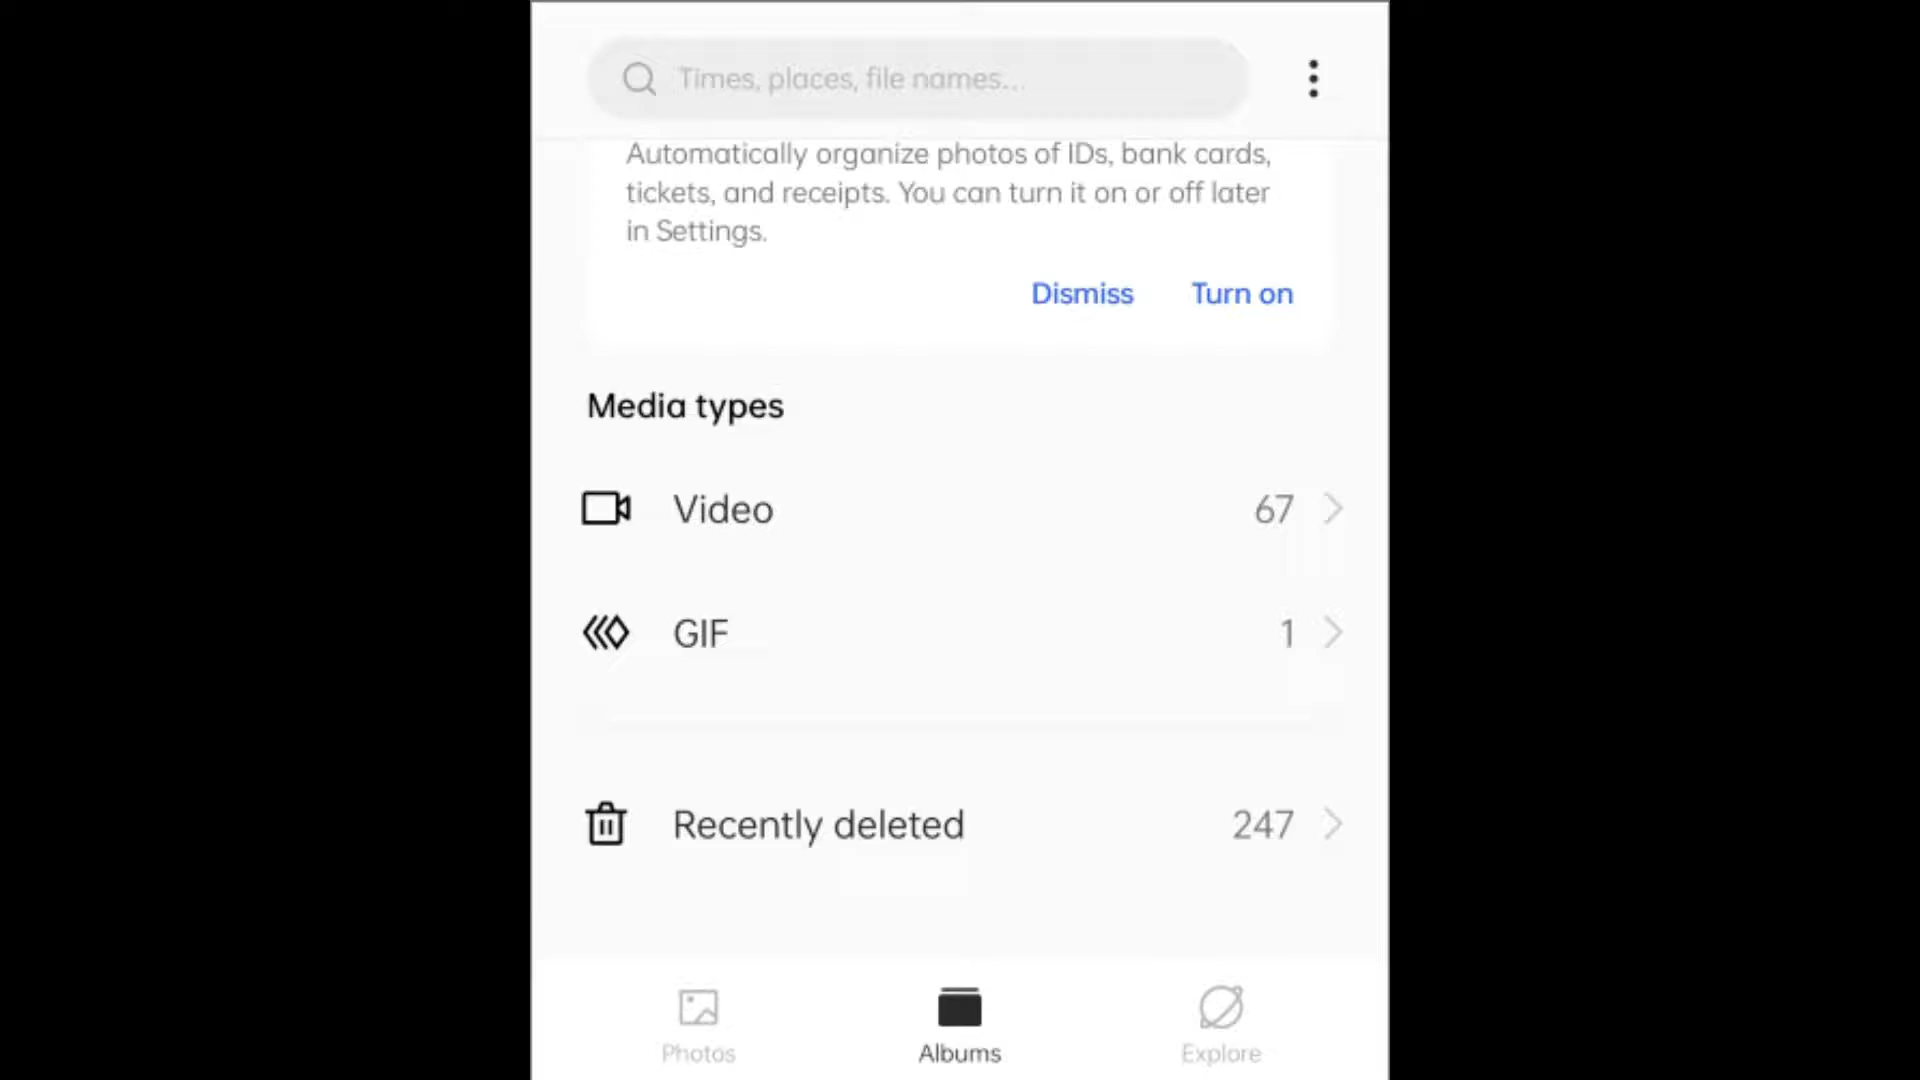 Times, places, file names...
Automatically organize photos of IDs, bank cards,
tickets, and receipts. You can turn it on or off later
in Settings.
Dismiss Turn on
Media types
Video 67
GIF 1
Recently deleted 247
Photos Albums Explore